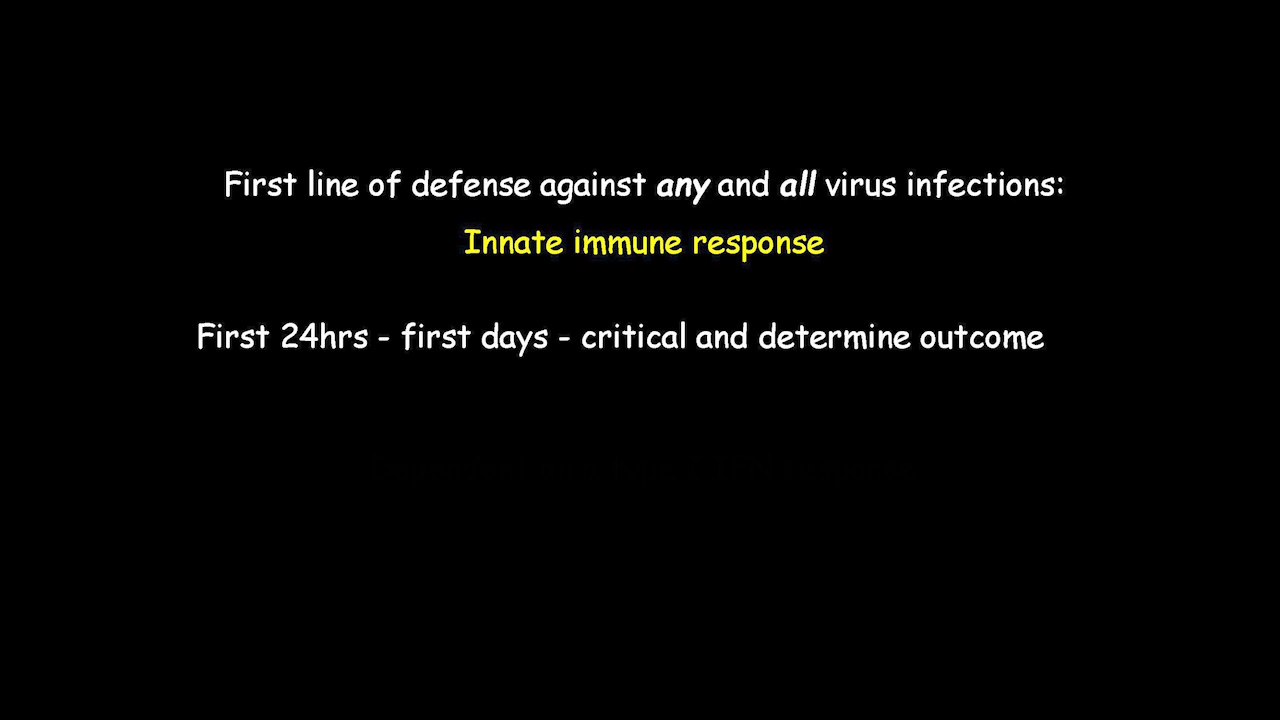 First line of defense against any and all virus infections:
Innate immune response
First 24hrs - first days - critical and determine outcome